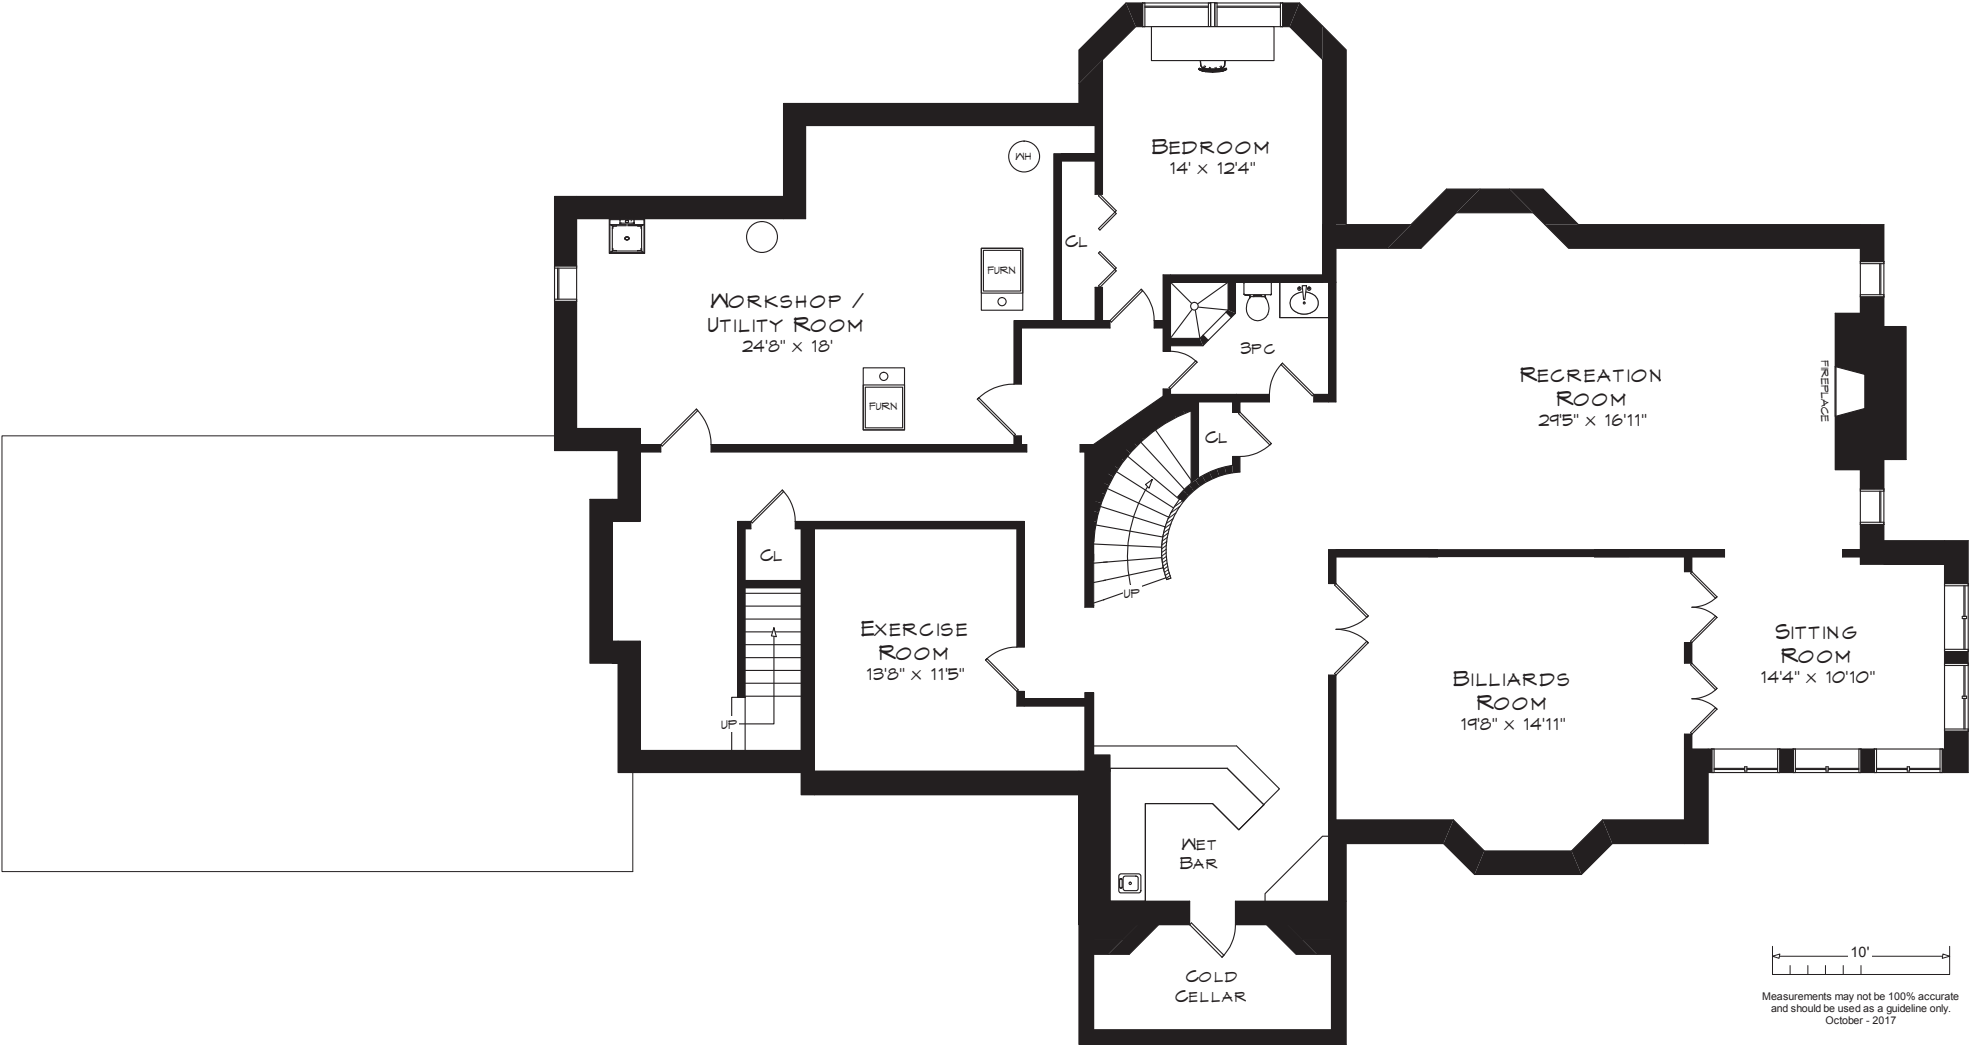 BEDROOM
14' x 12'4"
WH
CL
FURN
WORKSHOP /
UTILITY ROOM
24'8" x 18'
FURN
3PC
CL
RECREATION
ROOM
29'5" x 16'11"
FIREPLACE
CL
UP
EXERCISE
ROOM
13'8" x 11'5"
UP
BILLIARDS
ROOM
19'8" x 14'11"
SITTING
ROOM
14'4" x 10'10"
WET
BAR
COLD
CELLAR
10'
Measurements may not be 100% accurate
and should be used as a guideline only.
October - 2017